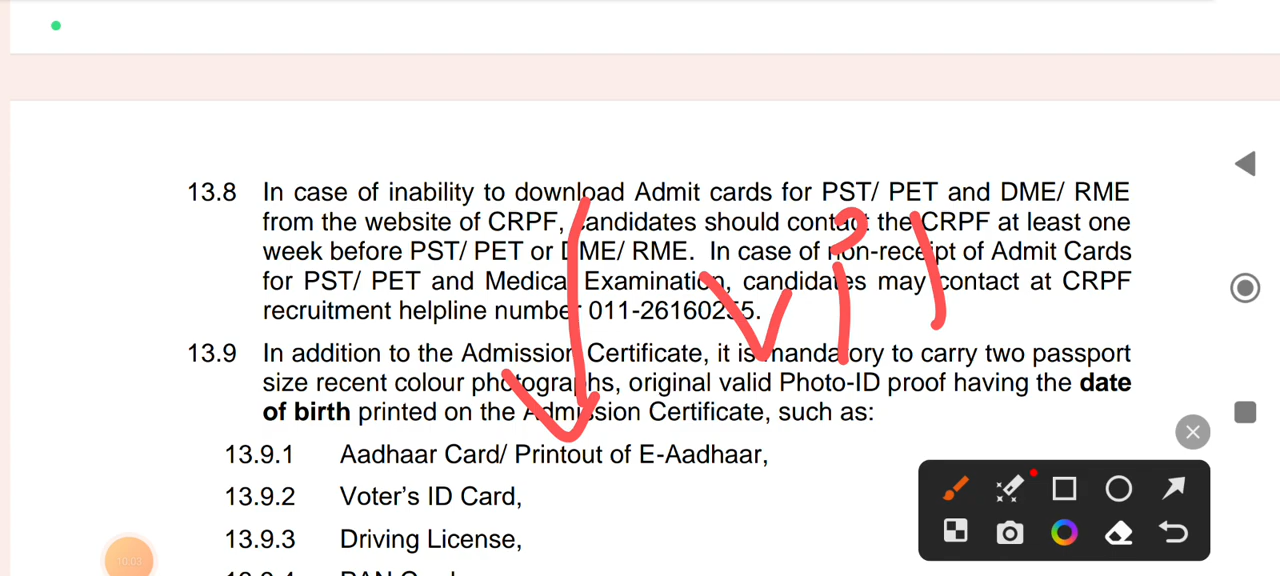 13.8 In case of inability to download Admit cards for PST/ PET and DME/ RME
from the website of CRPF, candidates should contact the CRPF at least one
week before PST/ PET or DME/ RME. In case of non-receipt of Admit Cards
for PST/ PET and Medical Examination, candidates may contact at CRPF
recruitment helpline number 011-26160255.
13.9 In addition to the Admission Certificate, it is mandatory to carry two passport
size recent colour photographs, original valid Photo-ID proof having the date
of birth printed on the Admission Certificate, such as:
13.9.1 Aadhaar Card/ Printout of E-Aadhaar,
13.9.2 Voter's ID Card,
13.9.3 Driving License,
10:03